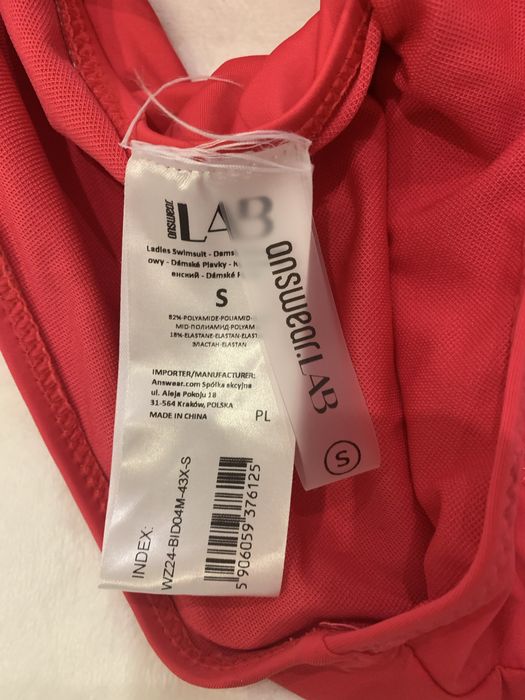 answear.
LAB
Ladies Swimsuit - Dams
owy - Dámské Plavky - 
енский - Dámské
S
82%-POLYAMIDE-POLIAMID-
MID-ПОЛИАМИД-POLYAM
18%-ELASTANE-ELASTAN-ELAST
ЭЛАСТАН-ELASTAN
IMPORTER/MANUFACTURER:
Answear.com Spółka akcyjna
ul. Aleja Pokoju 18
31-564 Kraków, POLSKA
MADE IN CHINA
PL
INDEX:
WZ24-BID04M-43X-S
5 906059 376125
answear.LAB
S